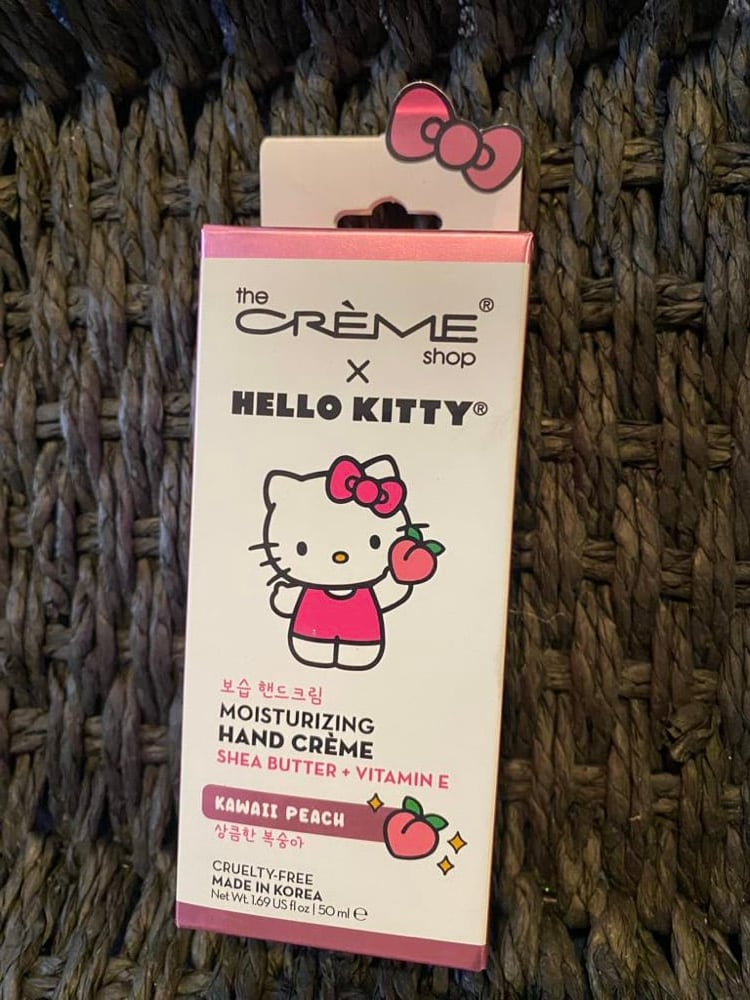 the
CRÈME®
shop
X
HELLO KITTY®
보습 핸드크림
MOISTURIZING
HAND CRÈME
SHEA BUTTER + VITAMIN E
KAWAII PEACH
상큼한 복숭아
CRUELTY-FREE
MADE IN KOREA
Net Wt. 1.69 US fl oz | 50 ml ℮